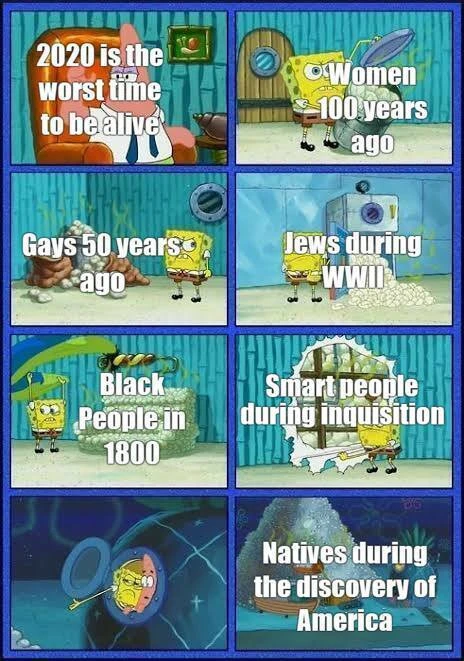 2020 is the
worst time
to be alive
Women
100 years
ago
Gays 50 years
ago
Jews during
WWII
Black
People in
1800
Smart people
during inquisition
Natives during
the discovery of
America